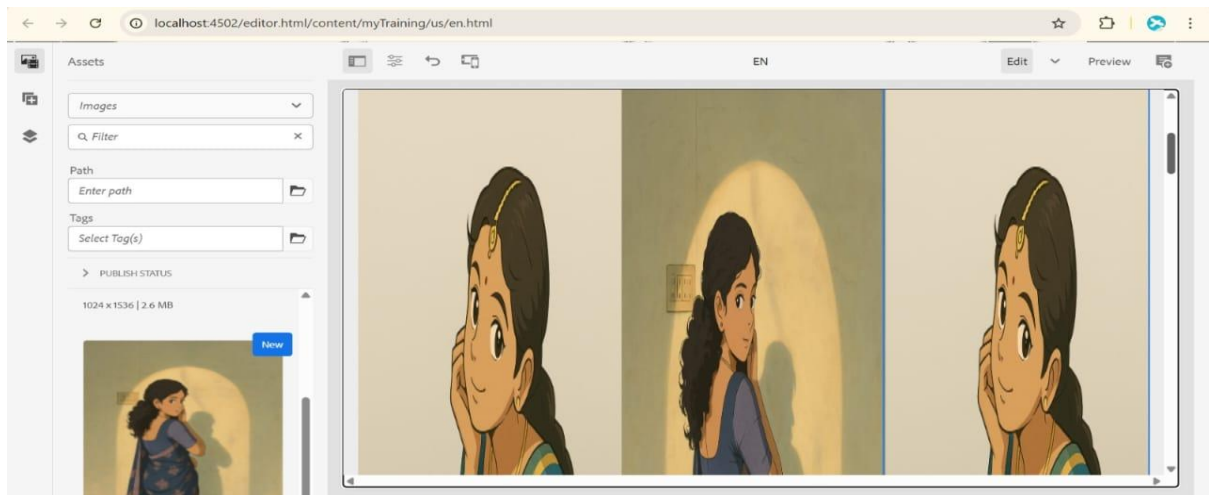 localhost:4502/editor.html/content/myTraining/us/en.html
Assets
EN
Edit
Preview
Images
Filter
Path
Enter path
Tags
Select Tag(s)
PUBLISH STATUS
1024 x 1536 | 2.6 MB
New